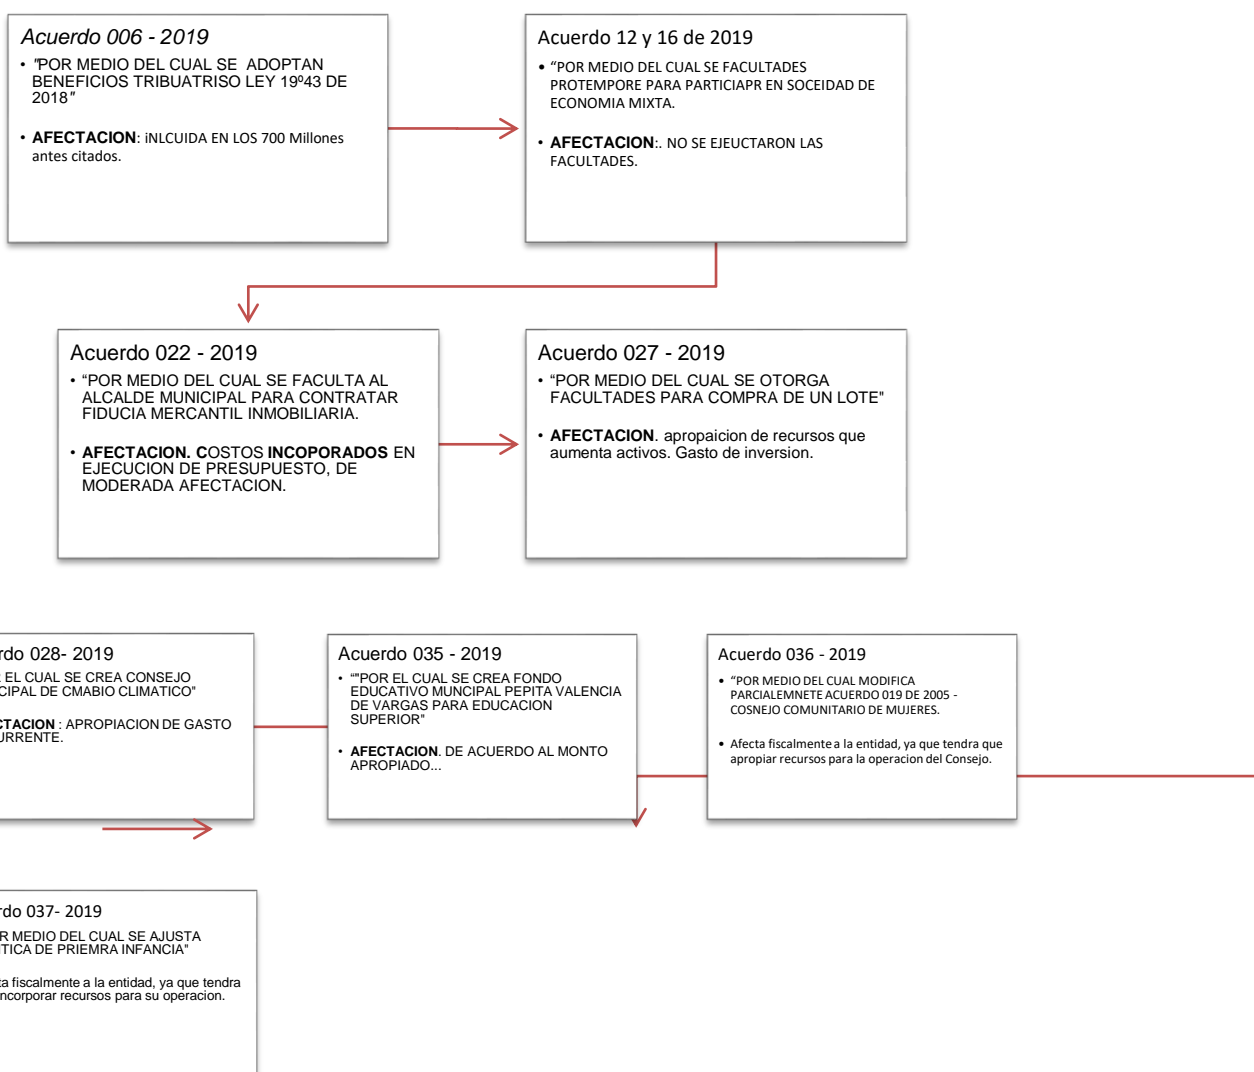 Acuerdo 006 - 2019
• "POR MEDIO DEL CUAL SE ADOPTAN
BENEFICIOS TRIBUATRISO LEY 19º43 DE
2018"
• AFECTACION: iNLCUIDA EN LOS 700 Millones
antes citados.
Acuerdo 12 y 16 de 2019
• “POR MEDIO DEL CUAL SE FACULTADES
PROTEMPORE PARA PARTICIAPR EN SOCEIDAD DE
ECONOMIA MIXTA.
• AFECTACION:. NO SE EJEUCTARON LAS
FACULTADES.
Acuerdo 022 - 2019
• “POR MEDIO DEL CUAL SE FACULTA AL
ALCALDE MUNICIPAL PARA CONTRATAR
FIDUCIA MERCANTIL INMOBILIARIA.
• AFECTACION. COSTOS INCOPORADOS EN
EJECUCION DE PRESUPUESTO, DE
MODERADA AFECTACION.
Acuerdo 027 - 2019
• “POR MEDIO DEL CUAL SE OTORGA
FACULTADES PARA COMPRA DE UN LOTE"
• AFECTACION. apropaicion de recursos que
aumenta activos. Gasto de inversion.
rdo 028- 2019
EL CUAL SE CREA CONSEJO
CIPAL DE CMABIO CLIMATICO"
CTACION : APROPIACION DE GASTO
URRENTE.
Acuerdo 035 - 2019
• “"POR EL CUAL SE CREA FONDO
EDUCATIVO MUNCIPAL PEPITA VALENCIA
DE VARGAS PARA EDUCACION
SUPERIOR"
• AFECTACION. DE ACUERDO AL MONTO
APROPIADO...
Acuerdo 036 - 2019
• “POR MEDIO DEL CUAL MODIFICA
PARCIALEMNETE ACUERDO 019 DE 2005 -
COSNEJO COMUNITARIO DE MUJERES.
• Afecta fiscalmente a la entidad, ya que tendra que
apropiar recursos para la operacion del Consejo.
rdo 037- 2019
R MEDIO DEL CUAL SE AJUSTA
ITICA DE PRIEMRA INFANCIA"
ta fiscalmente a la entidad, ya que tendra
incorporar recursos para su operacion.